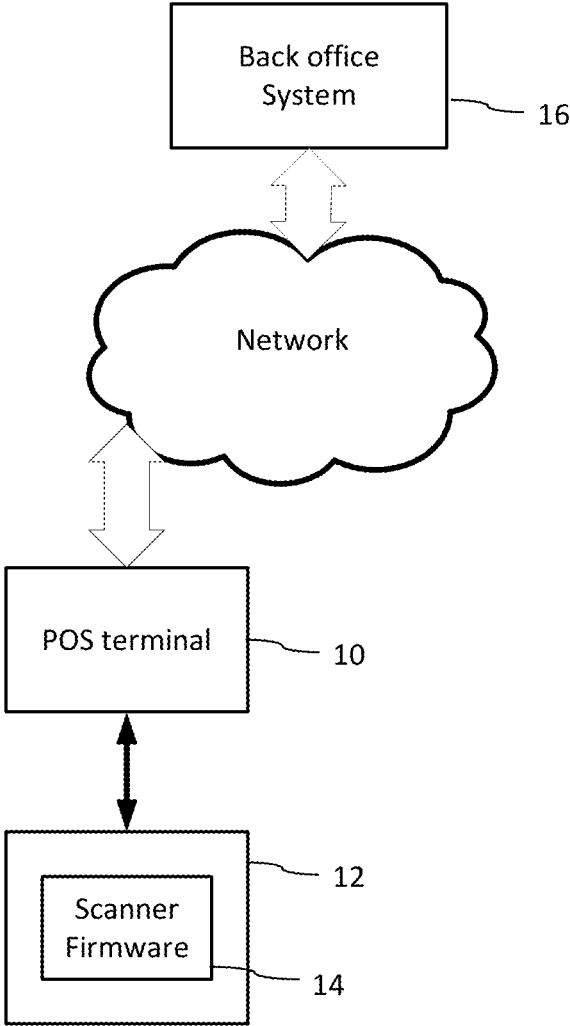 Back office
System
16
Network
POS terminal
10
12
Scanner
Firmware
14